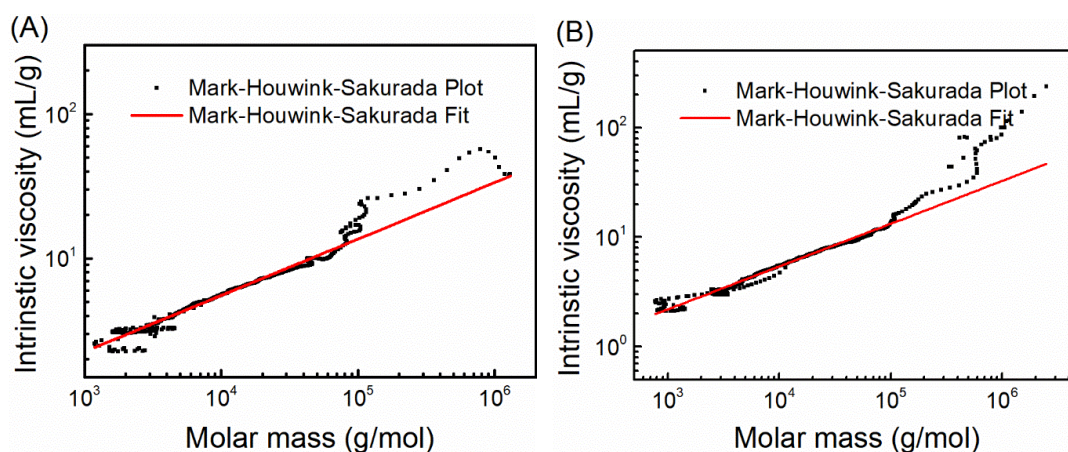 (A)
Intrinstic viscosity (mL/g)
10²
10¹
Mark-Houwink-Sakurada Plot
Mark-Houwink-Sakurada Fit
10³ 10⁴ 10⁵ 10⁶
Molar mass (g/mol)
(B)
Intrinstic viscosity (mL/g)
10²
10¹
10⁰
Mark-Houwink-Sakurada Plot
Mark-Houwink-Sakurada Fit
10³ 10⁴ 10⁵ 10⁶
Molar mass (g/mol)